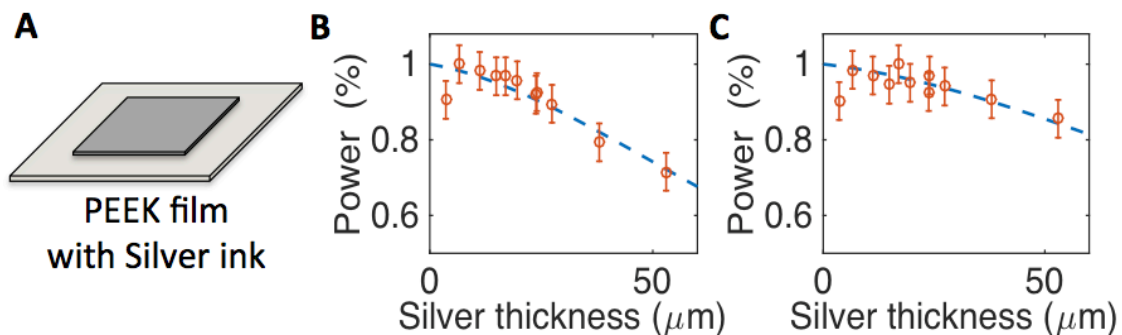 A
PEEK film
with Silver ink
B
Power (%)
1
0.8
0.6
0
50
Silver thickness (μm)
C
Power (%)
1
0.8
0.6
0
50
Silver thickness (μm)